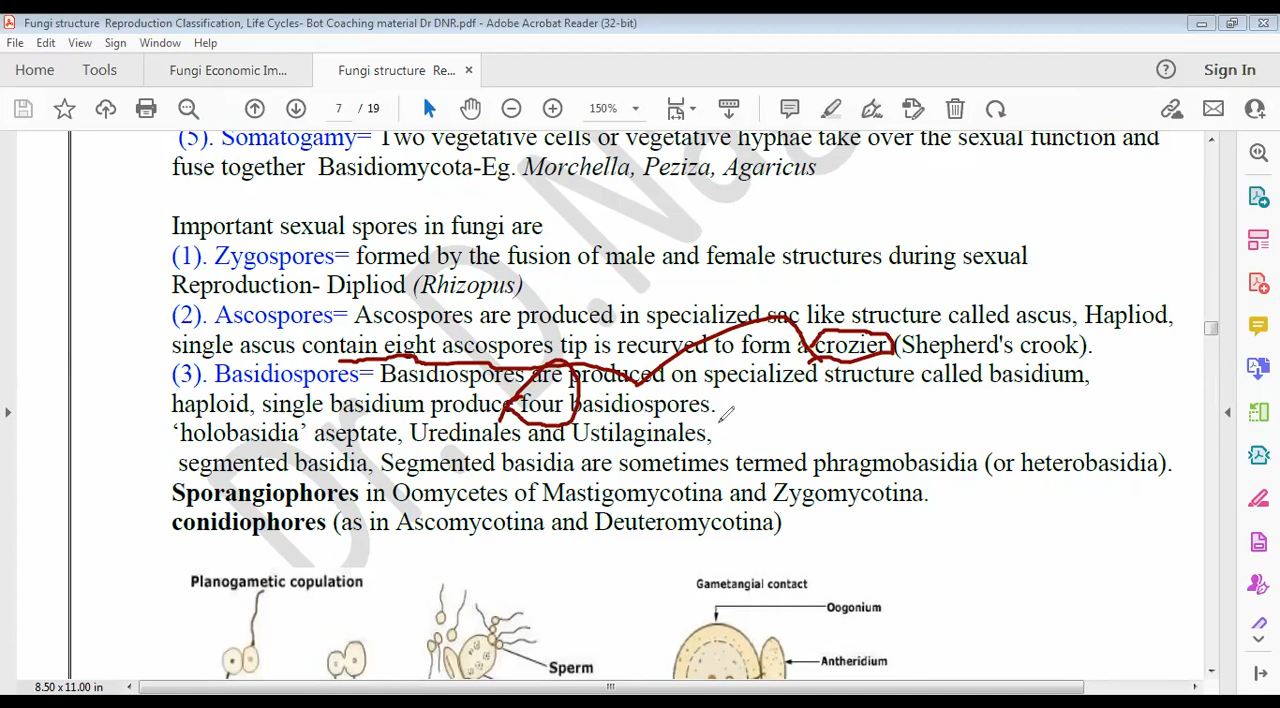 Fungi structure  Reproduction Classification, Life Cycles- Bot Coaching material Dr DNR.pdf - Adobe Acrobat Reader (32-bit)
File Edit View Sign Window Help
Home Tools Fungi Economic Im... Fungi structure Re... × Sign In
7 / 19 150%
(5). Somatogamy= Two vegetative cells or vegetative hyphae take over the sexual function and
fuse together Basidiomycota-Eg. Morchella, Peziza, Agaricus
Important sexual spores in fungi are
(1). Zygospores= formed by the fusion of male and female structures during sexual
Reproduction- Dipliod (Rhizopus)
(2). Ascospores= Ascospores are produced in specialized sac like structure called ascus, Hapliod,
single ascus contain eight ascospores tip is recurved to form a crozier (Shepherd's crook).
(3). Basidiospores= Basidiospores are produced on specialized structure called basidium,
haploid, single basidium produce four basidiospores.
‘holobasidia’ aseptate, Uredinales and Ustilaginales,
segmented basidia, Segmented basidia are sometimes termed phragmobasidia (or heterobasidia).
Sporangiophores in Oomycetes of Mastigomycotina and Zygomycotina.
conidiophores (as in Ascomycotina and Deuteromycotina)
Planogametic copulation
Gametangial contact
Oogonium
Antheridium
Sperm
8.50 x 11.00 in